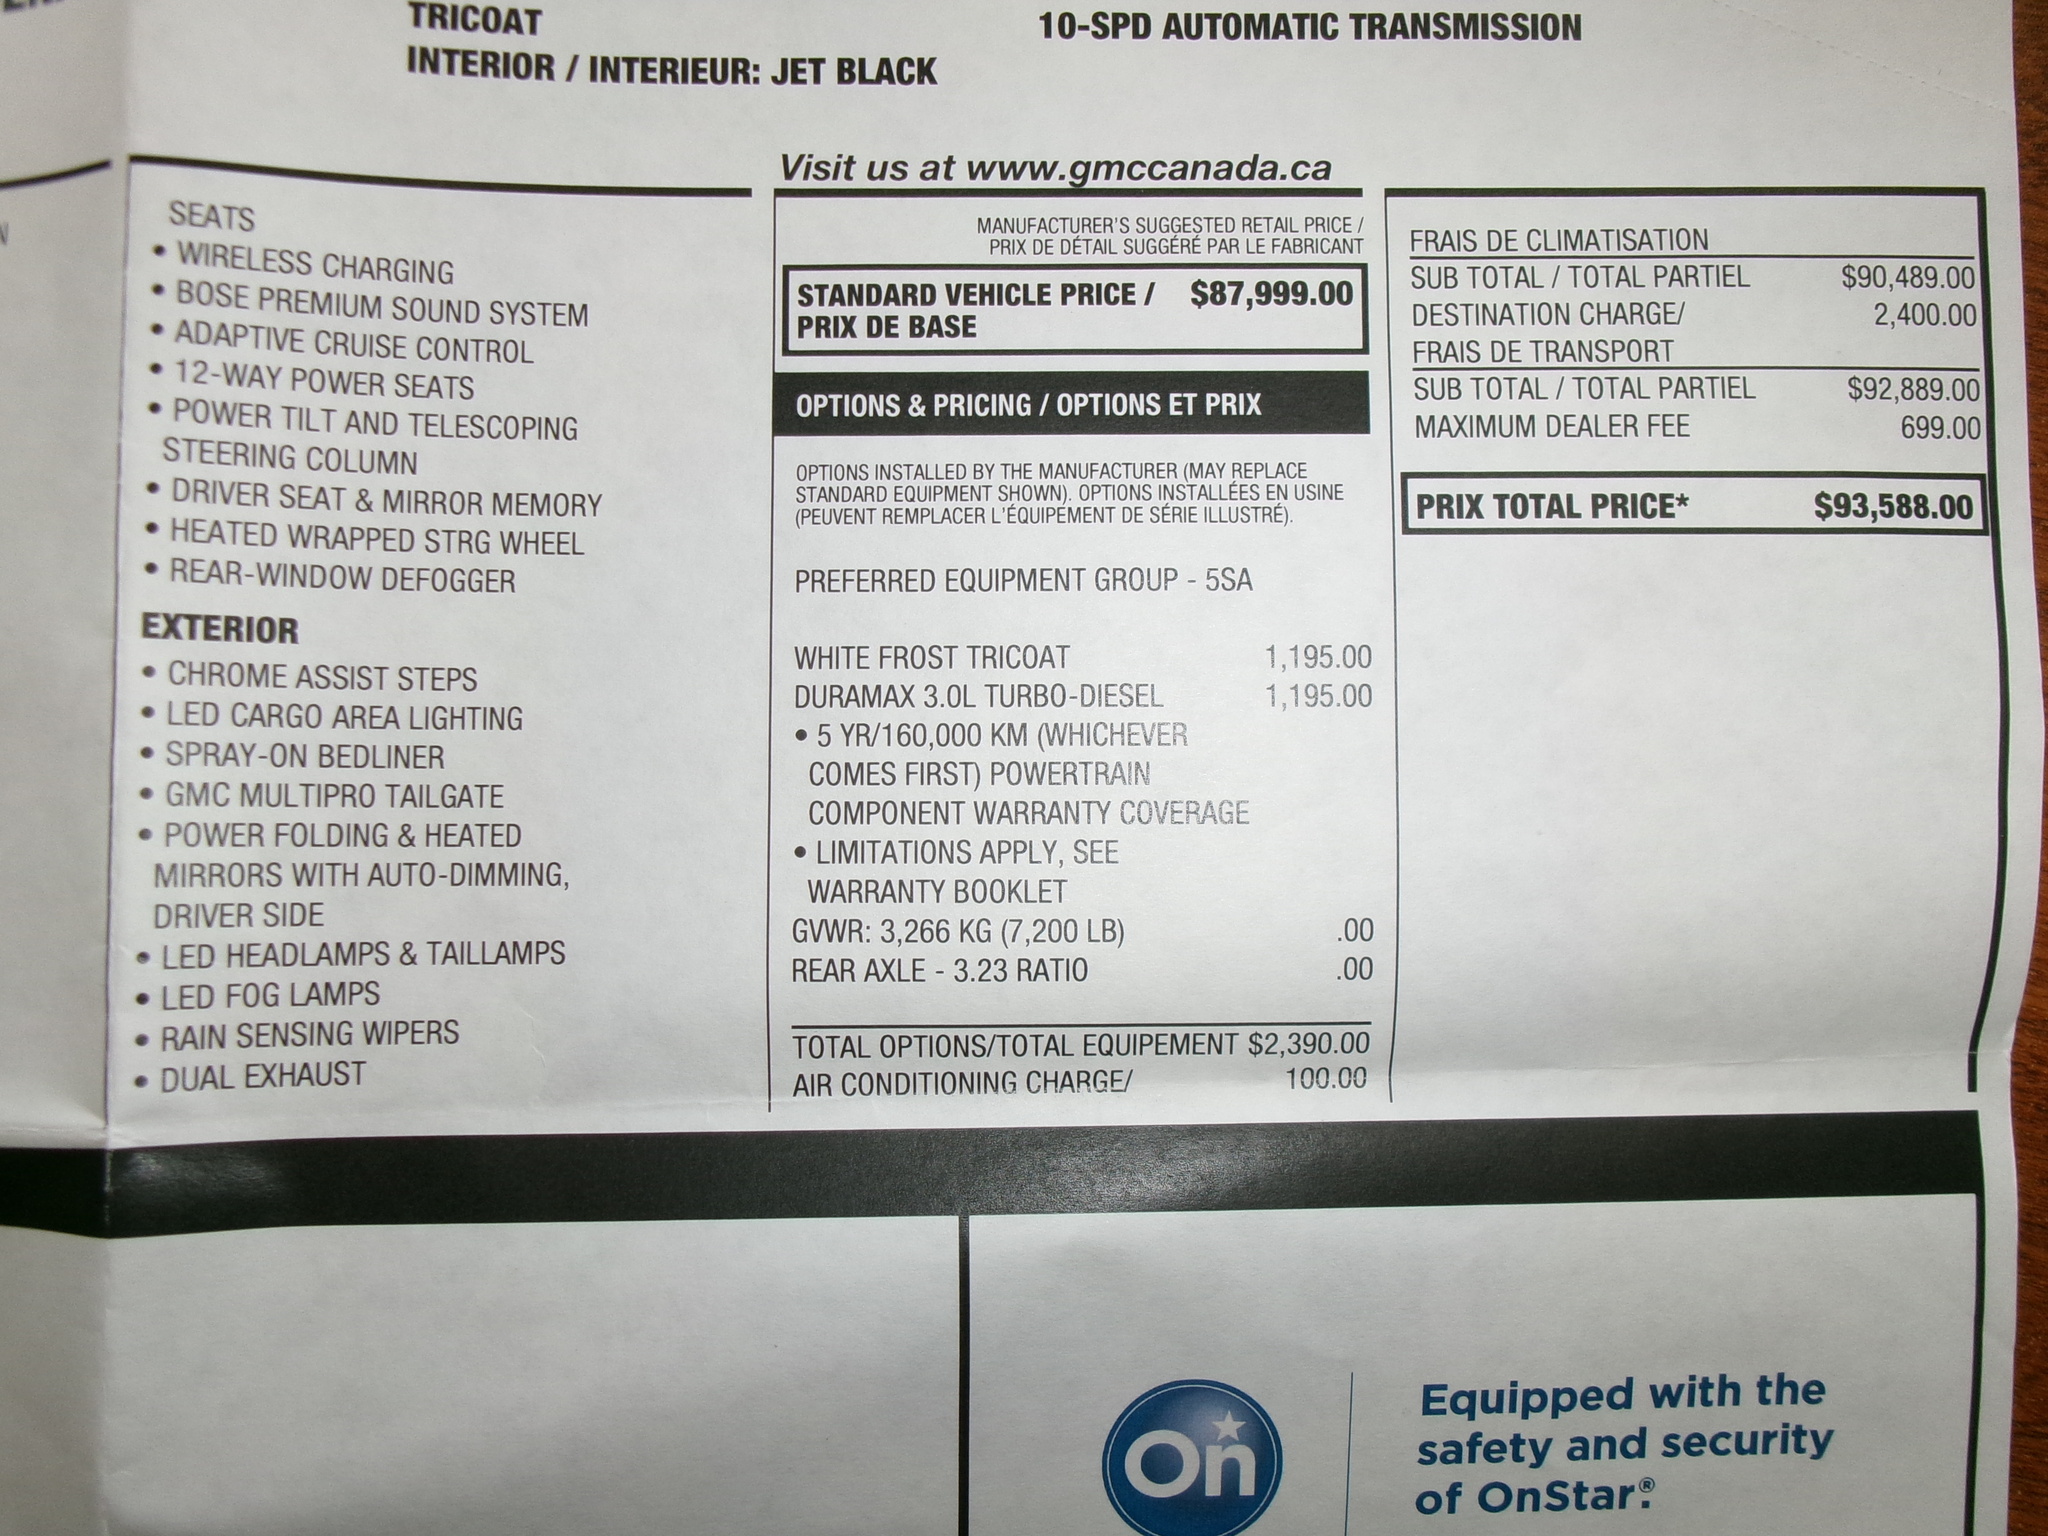 TRICOAT
INTERIOR / INTERIEUR: JET BLACK
10-SPD AUTOMATIC TRANSMISSION
SEATS
• WIRELESS CHARGING
• BOSE PREMIUM SOUND SYSTEM
• ADAPTIVE CRUISE CONTROL
• 12-WAY POWER SEATS
• POWER TILT AND TELESCOPING
STEERING COLUMN
• DRIVER SEAT & MIRROR MEMORY
• HEATED WRAPPED STRG WHEEL
• REAR-WINDOW DEFOGGER
EXTERIOR
• CHROME ASSIST STEPS
• LED CARGO AREA LIGHTING
• SPRAY-ON BEDLINER
• GMC MULTIPRO TAILGATE
• POWER FOLDING & HEATED
MIRRORS WITH AUTO-DIMMING,
DRIVER SIDE
• LED HEADLAMPS & TAILLAMPS
• LED FOG LAMPS
• RAIN SENSING WIPERS
• DUAL EXHAUST
Visit us at www.gmccanada.ca
MANUFACTURER'S SUGGESTED RETAIL PRICE /
PRIX DE DÉTAIL SUGGÉRÉ PAR LE FABRICANT
STANDARD VEHICLE PRICE / $87,999.00
PRIX DE BASE
OPTIONS & PRICING / OPTIONS ET PRIX
OPTIONS INSTALLED BY THE MANUFACTURER (MAY REPLACE
STANDARD EQUIPMENT SHOWN). OPTIONS INSTALLÉES EN USINE
(PEUVENT REMPLACER L'ÉQUIPEMENT DE SÉRIE ILLUSTRÉ).
PREFERRED EQUIPMENT GROUP - 5SA
WHITE FROST TRICOAT 1,195.00
DURAMAX 3.0L TURBO-DIESEL 1,195.00
• 5 YR/160,000 KM (WHICHEVER
COMES FIRST) POWERTRAIN
COMPONENT WARRANTY COVERAGE
• LIMITATIONS APPLY, SEE
WARRANTY BOOKLET
GVWR: 3,266 KG (7,200 LB) .00
REAR AXLE - 3.23 RATIO .00
TOTAL OPTIONS/TOTAL EQUIPEMENT $2,390.00
AIR CONDITIONING CHARGE/ 100.00
FRAIS DE CLIMATISATION
SUB TOTAL / TOTAL PARTIEL $90,489.00
DESTINATION CHARGE/ 2,400.00
FRAIS DE TRANSPORT
SUB TOTAL / TOTAL PARTIEL $92,889.00
MAXIMUM DEALER FEE 699.00
PRIX TOTAL PRICE* $93,588.00
On
Equipped with the
safety and security
of OnStar.®